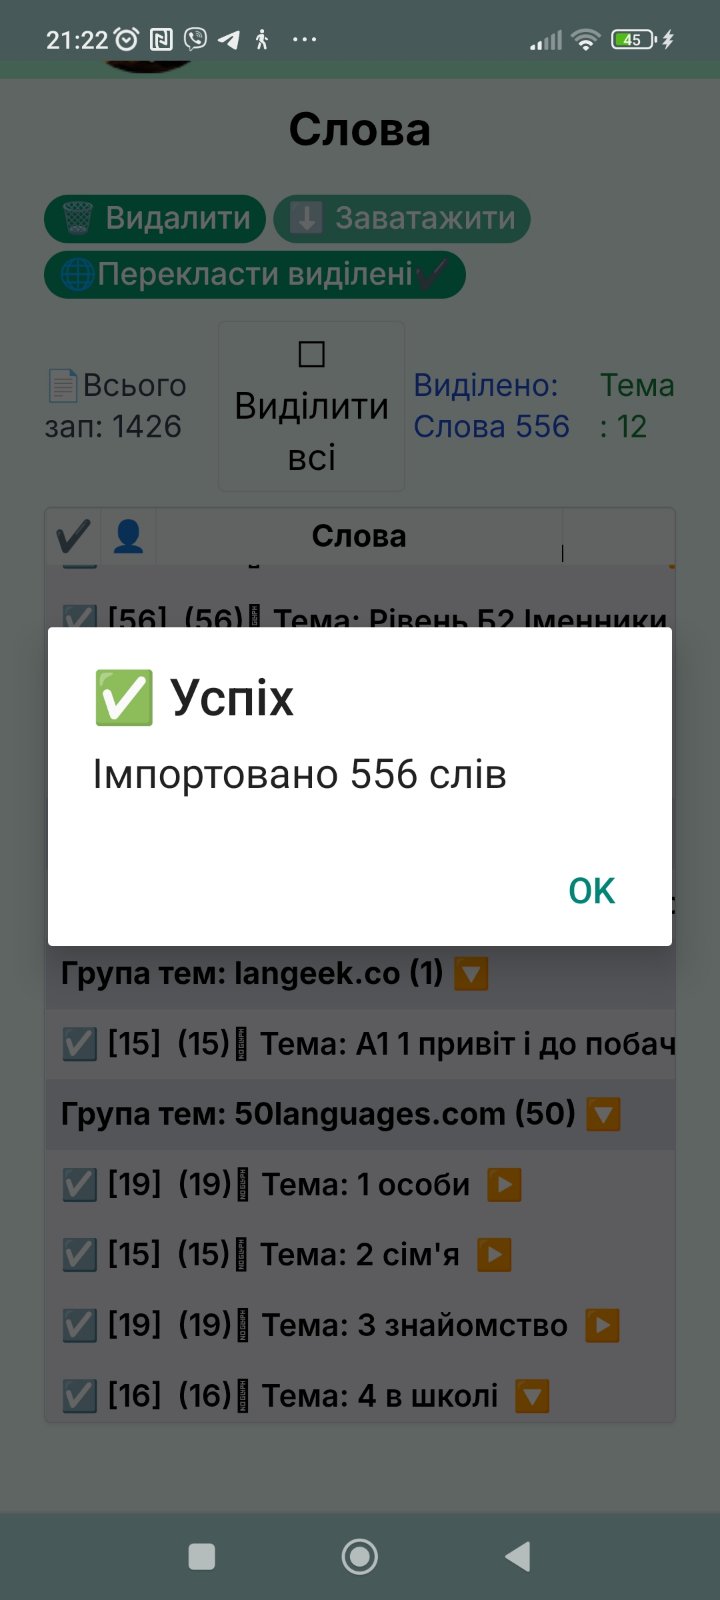 21:22
45
Слова
Видалити
Заватажити
Перекласти виділені
Всього
зап: 1426
Виділити
всі
Виділено:
Слова 556
Тема
: 12
Слова
[56] (56) Тема: Рівень Б2 Іменники
Успіх
Імпортовано 556 слів
OK
Група тем: langeek.co (1)
[15] (15) Тема: А1 1 привіт і до побач
Група тем: 50languages.com (50)
[19] (19) Тема: 1 особи
[15] (15) Тема: 2 сім'я
[19] (19) Тема: 3 знайомство
[16] (16) Тема: 4 в школі